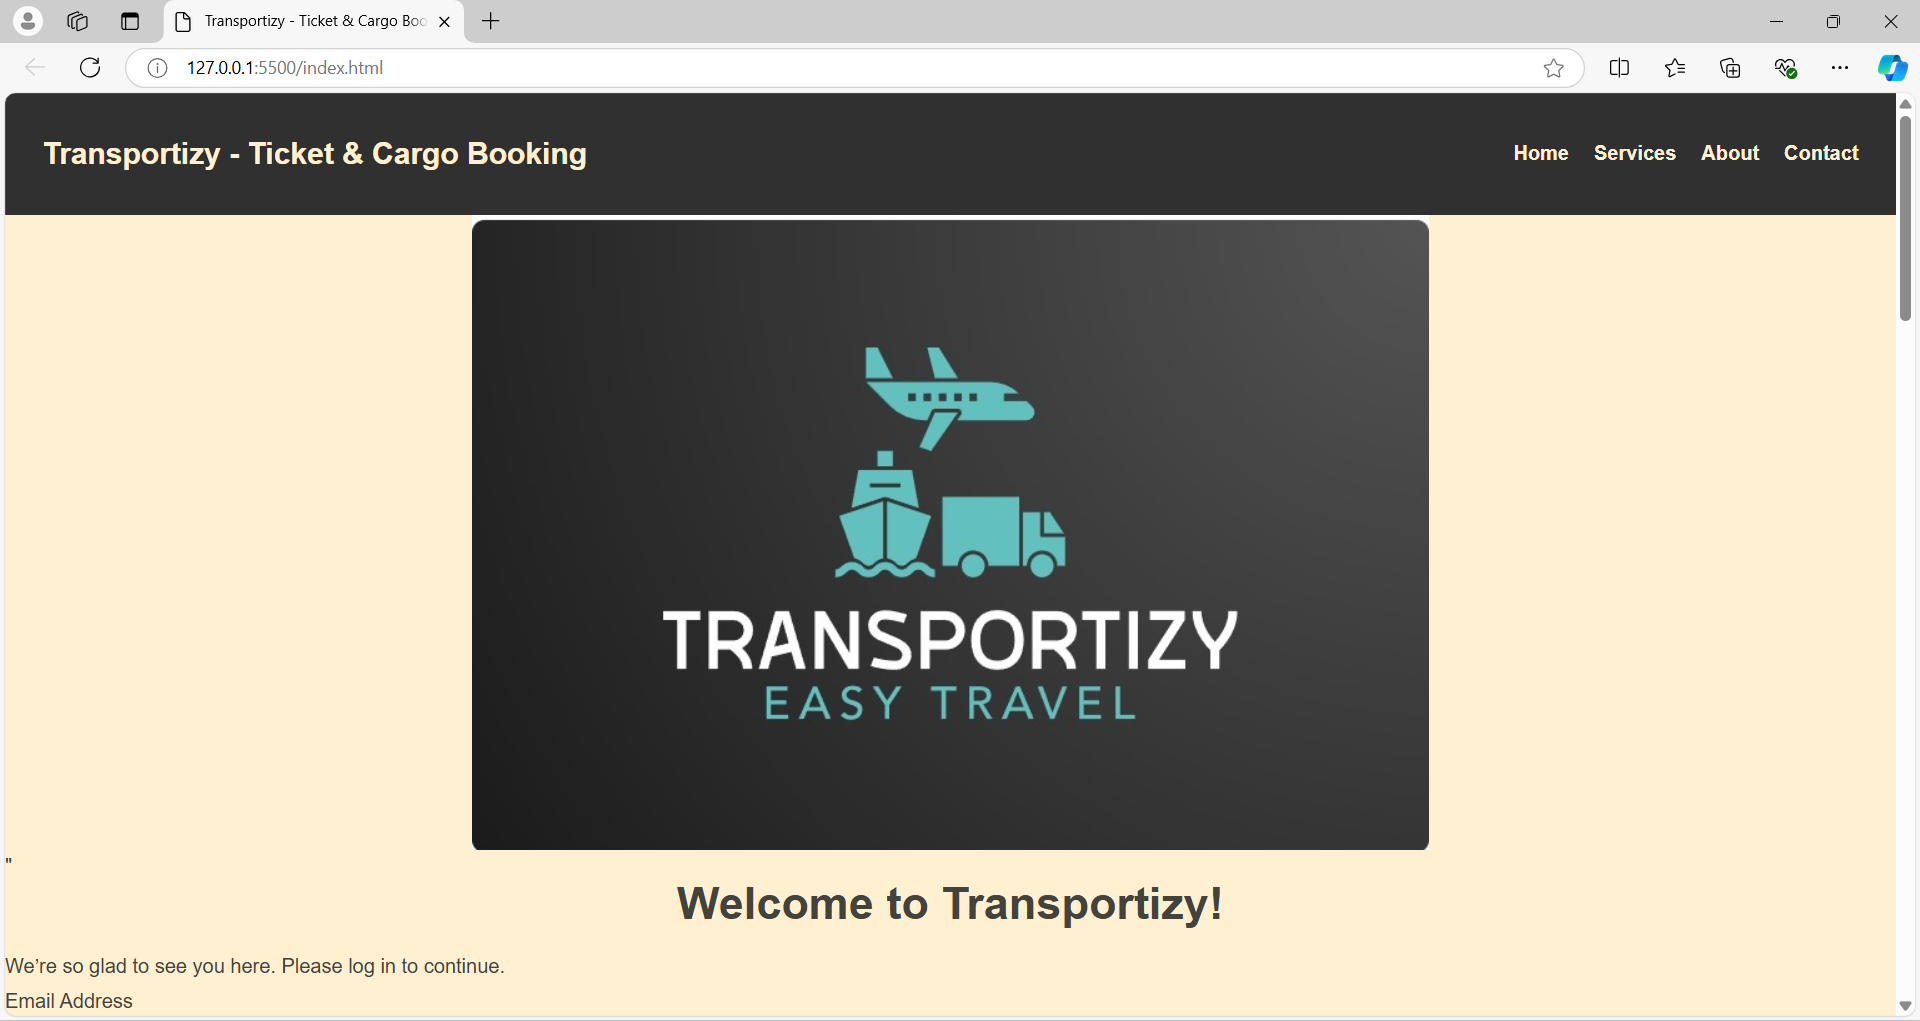 Transportizy - Ticket & Cargo Boo
127.0.0.1:5500/index.html
Transportizy - Ticket & Cargo Booking
Home Services About Contact
TRANSPORTIZY
EASY TRAVEL
"
Welcome to Transportizy!
We’re so glad to see you here. Please log in to continue.
Email Address